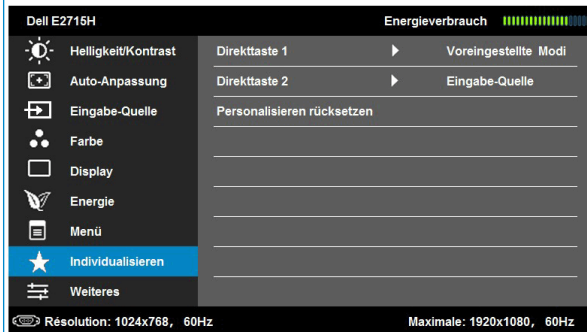 Dell E2715H Energieverbrauch
Helligkeit/Kontrast Direkttaste 1 Voreingestellte Modi
Auto-Anpassung Direkttaste 2 Eingabe-Quelle
Eingabe-Quelle Personalisieren rücksetzen
Farbe
Display
Energie
Menü
Individualisieren
Weiteres
Résolution: 1024x768, 60Hz Maximale: 1920x1080, 60Hz